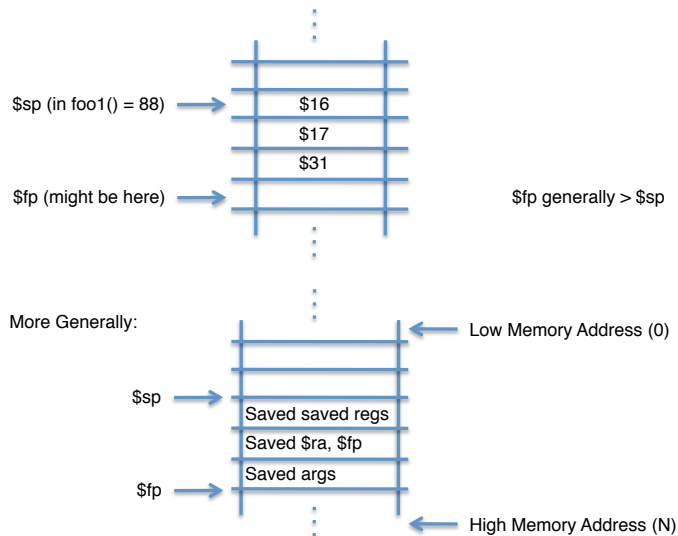 $sp (in foo1() = 88)
$16
$17
$31
$fp (might be here)
$fp generally > $sp
More Generally:
Low Memory Address (0)
$sp
Saved saved regs
Saved $ra, $fp
Saved args
$fp
High Memory Address (N)